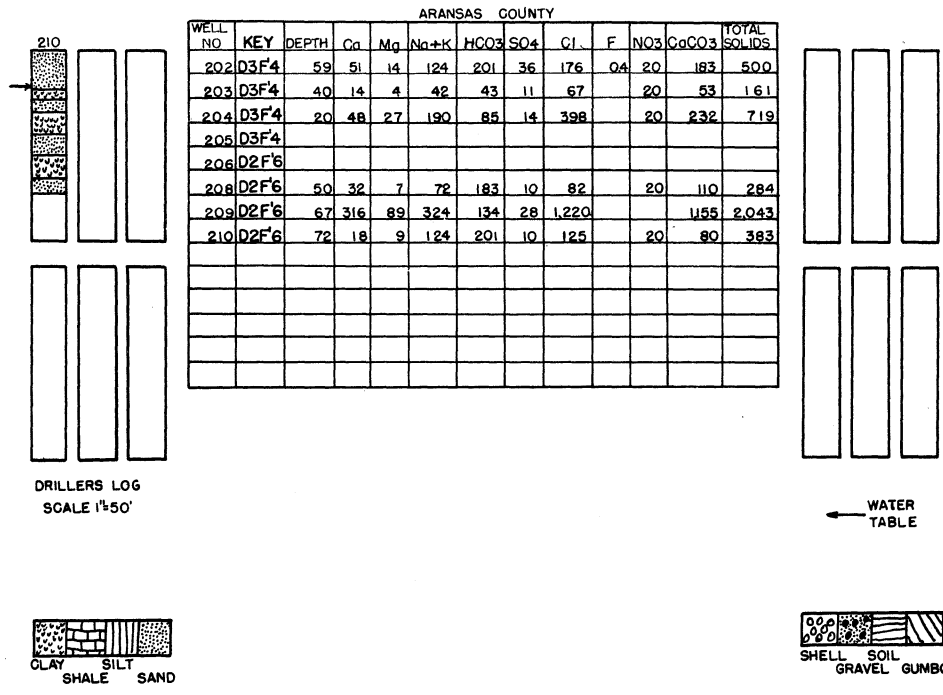 ARANSAS COUNTY
WELL NO KEY DEPTH Ca Mg Na+K HCO3 SO4 Cl F NO3 CaCO3 TOTAL SOLIDS
202 D3F'4 59 51 14 124 201 36 176 0.4 20 183 500
203 D3F'4 40 14 4 42 43 11 67 20 53 161
204 D3F'4 20 48 27 190 85 14 398 20 232 719
205 D3F'4
206 D2F'6
208 D2F'6 50 32 7 72 183 10 82 20 110 284
209 D2F'6 67 316 89 324 134 28 1,220 1,155 2,043
210 D2F'6 72 18 9 124 201 10 125 20 80 383
210
DRILLERS LOG
SCALE 1"=50'
WATER
TABLE
CLAY SILT
SHALE SAND
SHELL SOIL
GRAVEL GUMBO